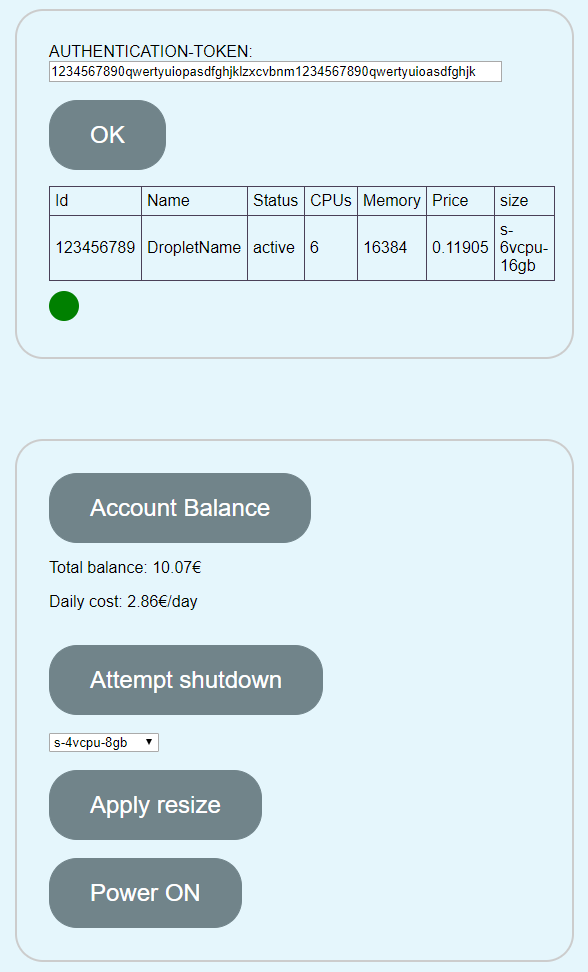 AUTHENTICATION-TOKEN:
1234567890qwertyuiopasdfghjklzxcvbnm1234567890qwertyuioasdfghjk
OK
Id Name Status CPUs Memory Price size
123456789 DropletName active 6 16384 0.11905 s-
6vcpu-
16gb
Account Balance
Total balance: 10.07€
Daily cost: 2.86€/day
Attempt shutdown
s-4vcpu-8gb
Apply resize
Power ON